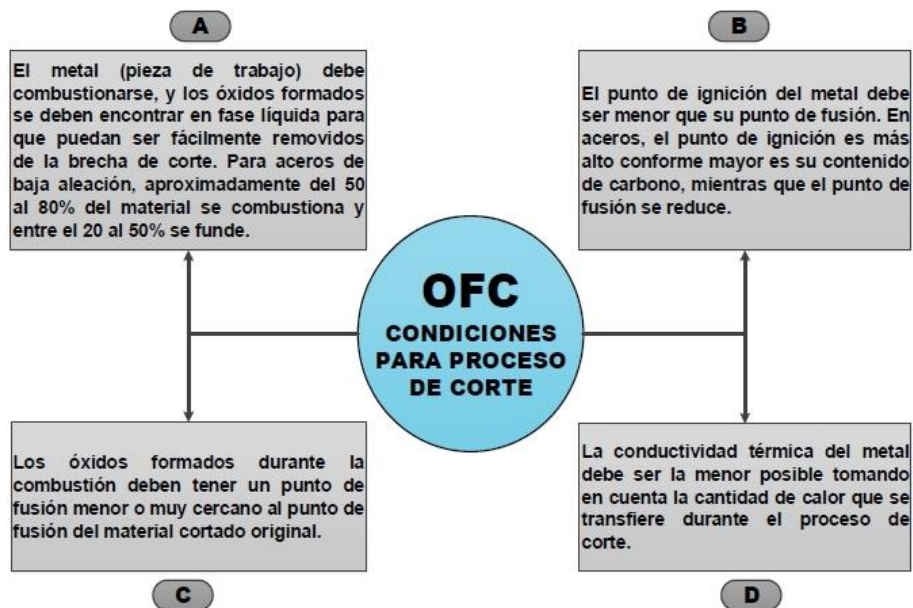 A
El metal (pieza de trabajo) debe
combustionarse, y los óxidos formados
se deben encontrar en fase líquida para
que puedan ser fácilmente removidos
de la brecha de corte. Para aceros de
baja aleación, aproximadamente del 50
al 80% del material se combustiona y
entre el 20 al 50% se funde.
B
El punto de ignición del metal debe
ser menor que su punto de fusión. En
aceros, el punto de ignición es más
alto conforme mayor es su contenido
de carbono, mientras que el punto de
fusión se reduce.
OFC
CONDICIONES
PARA PROCESO
DE CORTE
Los óxidos formados durante la
combustión deben tener un punto de
fusión menor o muy cercano al punto de
fusión del material cortado original.
C
La conductividad térmica del metal
debe ser la menor posible tomando
en cuenta la cantidad de calor que se
transfiere durante el proceso de
corte.
D